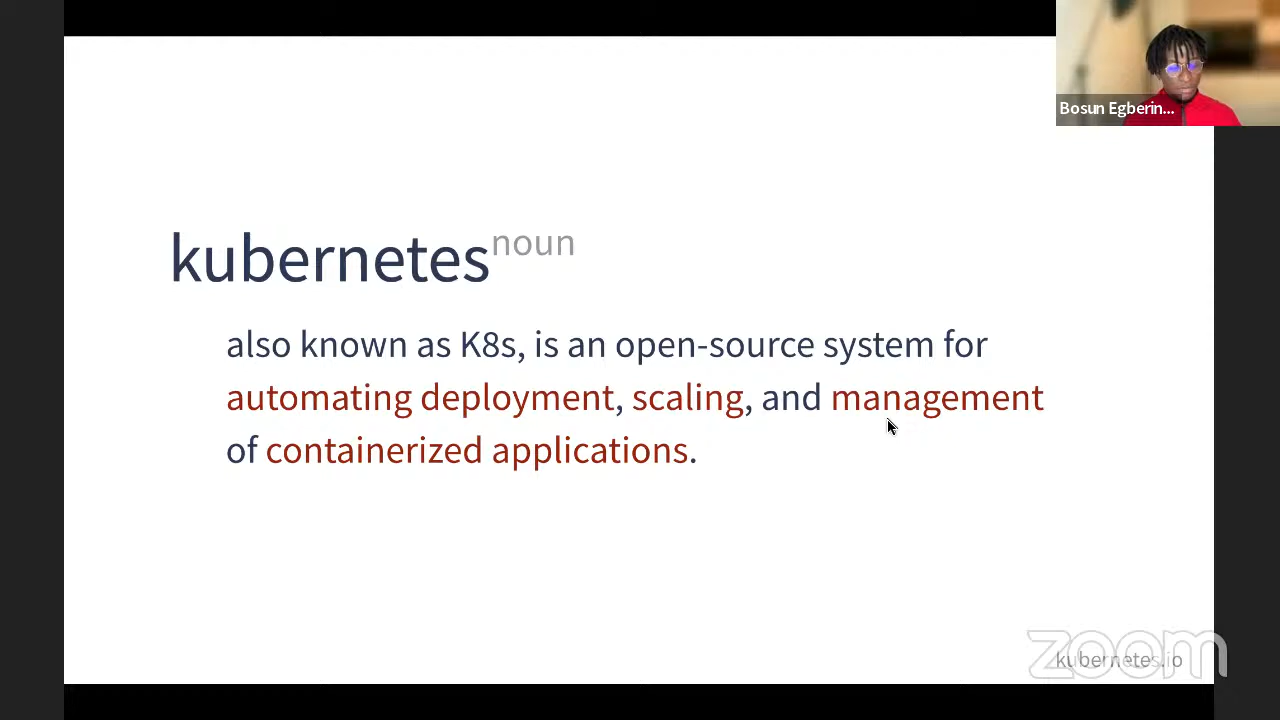 Bosun Egberin...
kubernetes noun
also known as K8s, is an open-source system for
automating deployment, scaling, and management
of containerized applications.
zoom
kubernetes.io